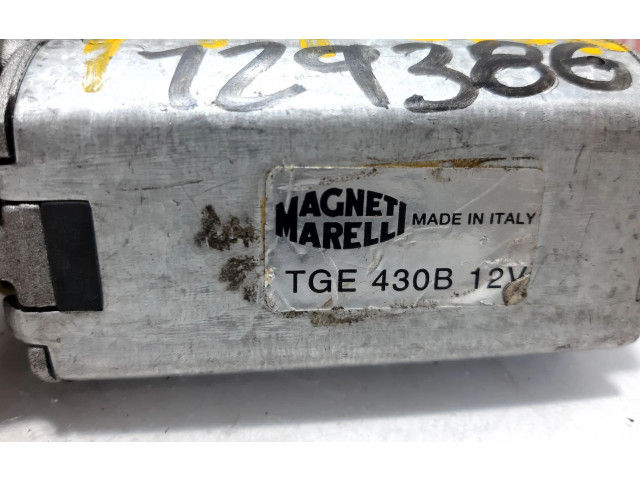 129386
MAGNETI
MARELLI
MADE IN ITALY
TGE 430B 12V